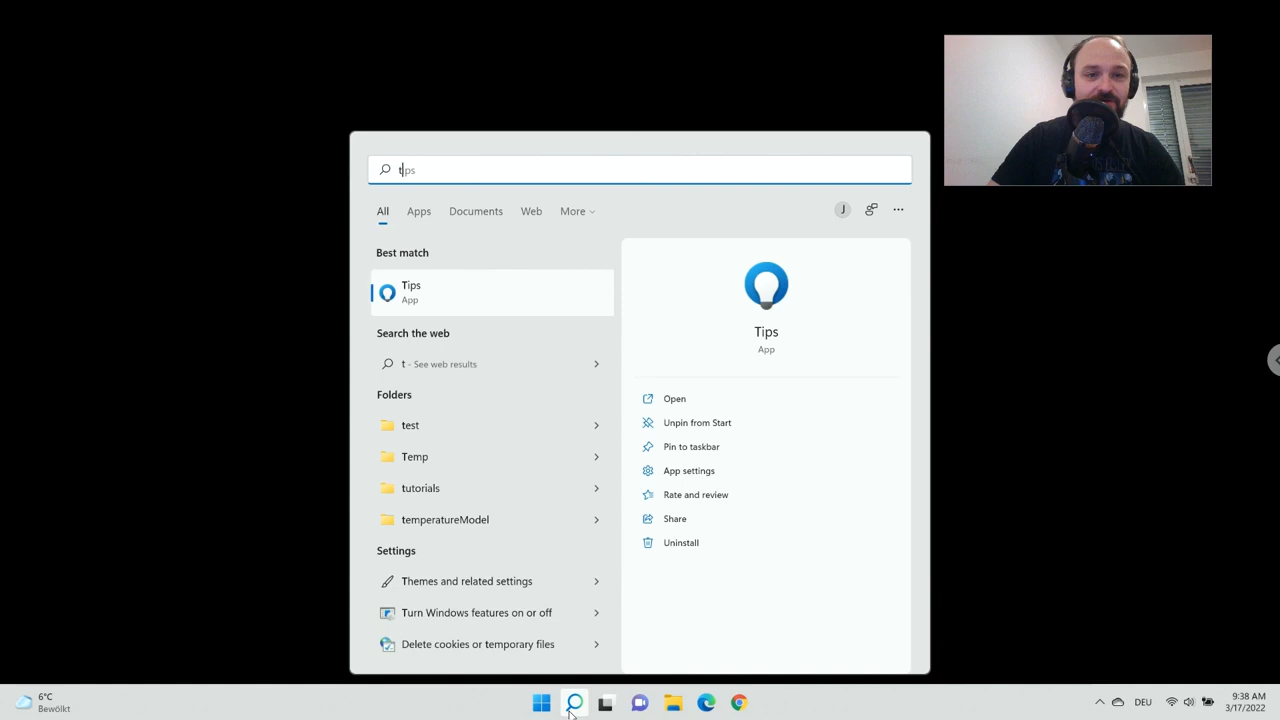 tips
All Apps Documents Web More
J
Best match
Tips
App
Search the web
t - See web results
Folders
test
Temp
tutorials
temperatureModel
Settings
Themes and related settings
Turn Windows features on or off
Delete cookies or temporary files
Tips
App
Open
Unpin from Start
Pin to taskbar
App settings
Rate and review
Share
Uninstall
6°C
Bewölkt
DEU
9:38 AM
3/17/2022